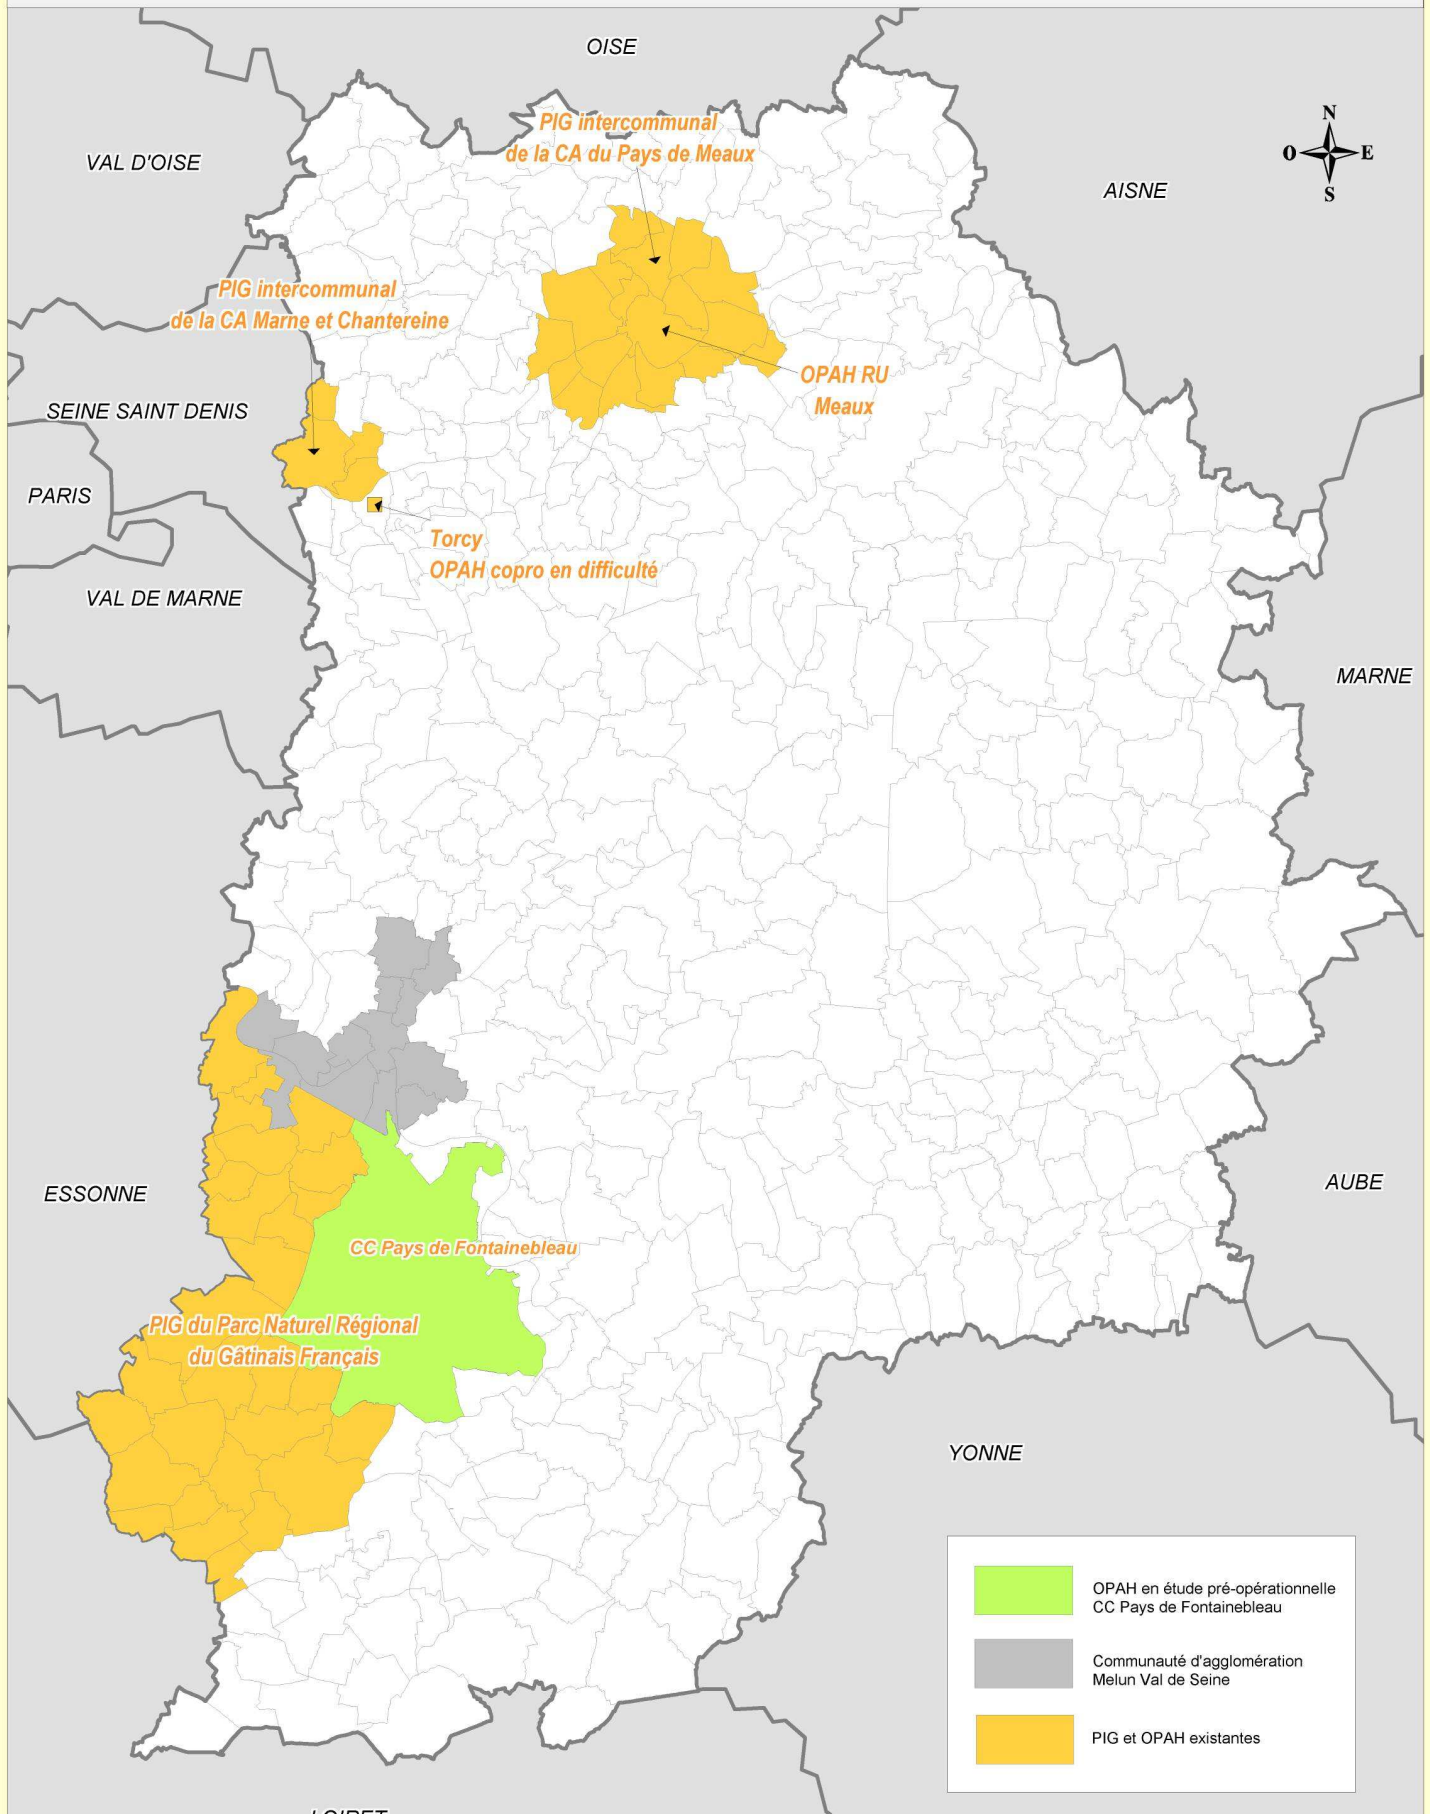 OISE
N
O E
S
VAL D'OISE
AISNE
PIG intercommunal
de la CA du Pays de Meaux
PIG intercommunal
de la CA Marne et Chantereine
OPAH RU
Meaux
SEINE SAINT DENIS
PARIS
Torcy
OPAH copro en difficulté
VAL DE MARNE
MARNE
ESSONNE
AUBE
CC Pays de Fontainebleau
PIG du Parc Naturel Régional
du Gâtinais Français
YONNE
OPAH en étude pré-opérationnelle
CC Pays de Fontainebleau
Communauté d'agglomération
Melun Val de Seine
PIG et OPAH existantes
LOIRET